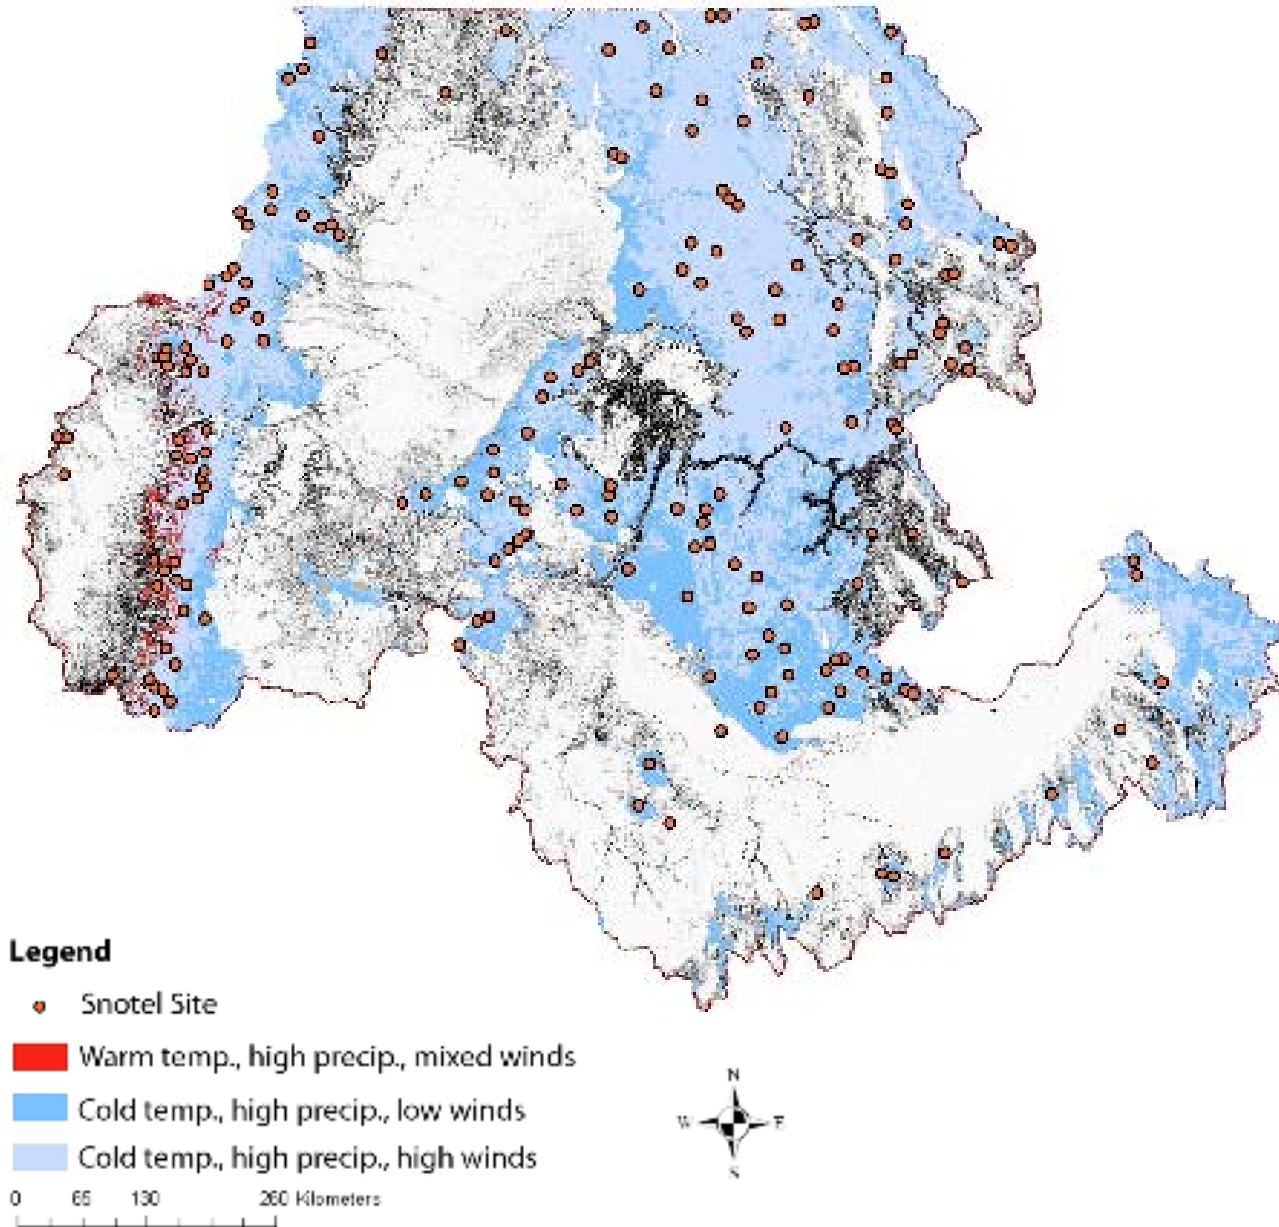 Legend
Snotel Site
Warm temp., high precip., mixed winds
Cold temp., high precip., low winds
Cold temp., high precip., high winds
0 65 130 260 Kilometers
N
W E
S